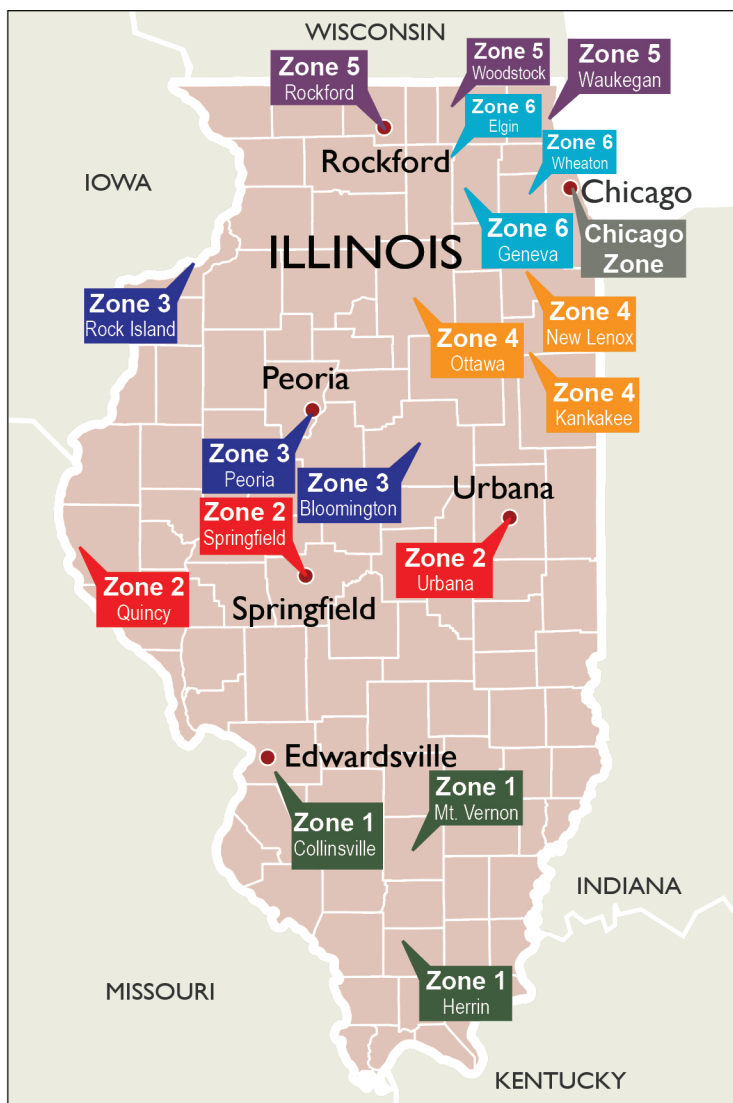 WISCONSIN
Zone 5
Rockford
Zone 5
Woodstock
Zone 5
Waukegan
Zone 6
Elgin
Rockford
Zone 6
Wheaton
IOWA
Chicago
Zone 6
Geneva
Chicago
Zone
ILLINOIS
Zone 3
Rock Island
Zone 4
New Lenox
Zone 4
Ottawa
Peoria
Zone 4
Kankakee
Zone 3
Peoria
Zone 3
Bloomington
Urbana
Zone 2
Springfield
Zone 2
Urbana
Zone 2
Quincy
Springfield
Edwardsville
Zone 1
Mt. Vernon
Zone 1
Collinsville
INDIANA
Zone 1
Herrin
MISSOURI
KENTUCKY